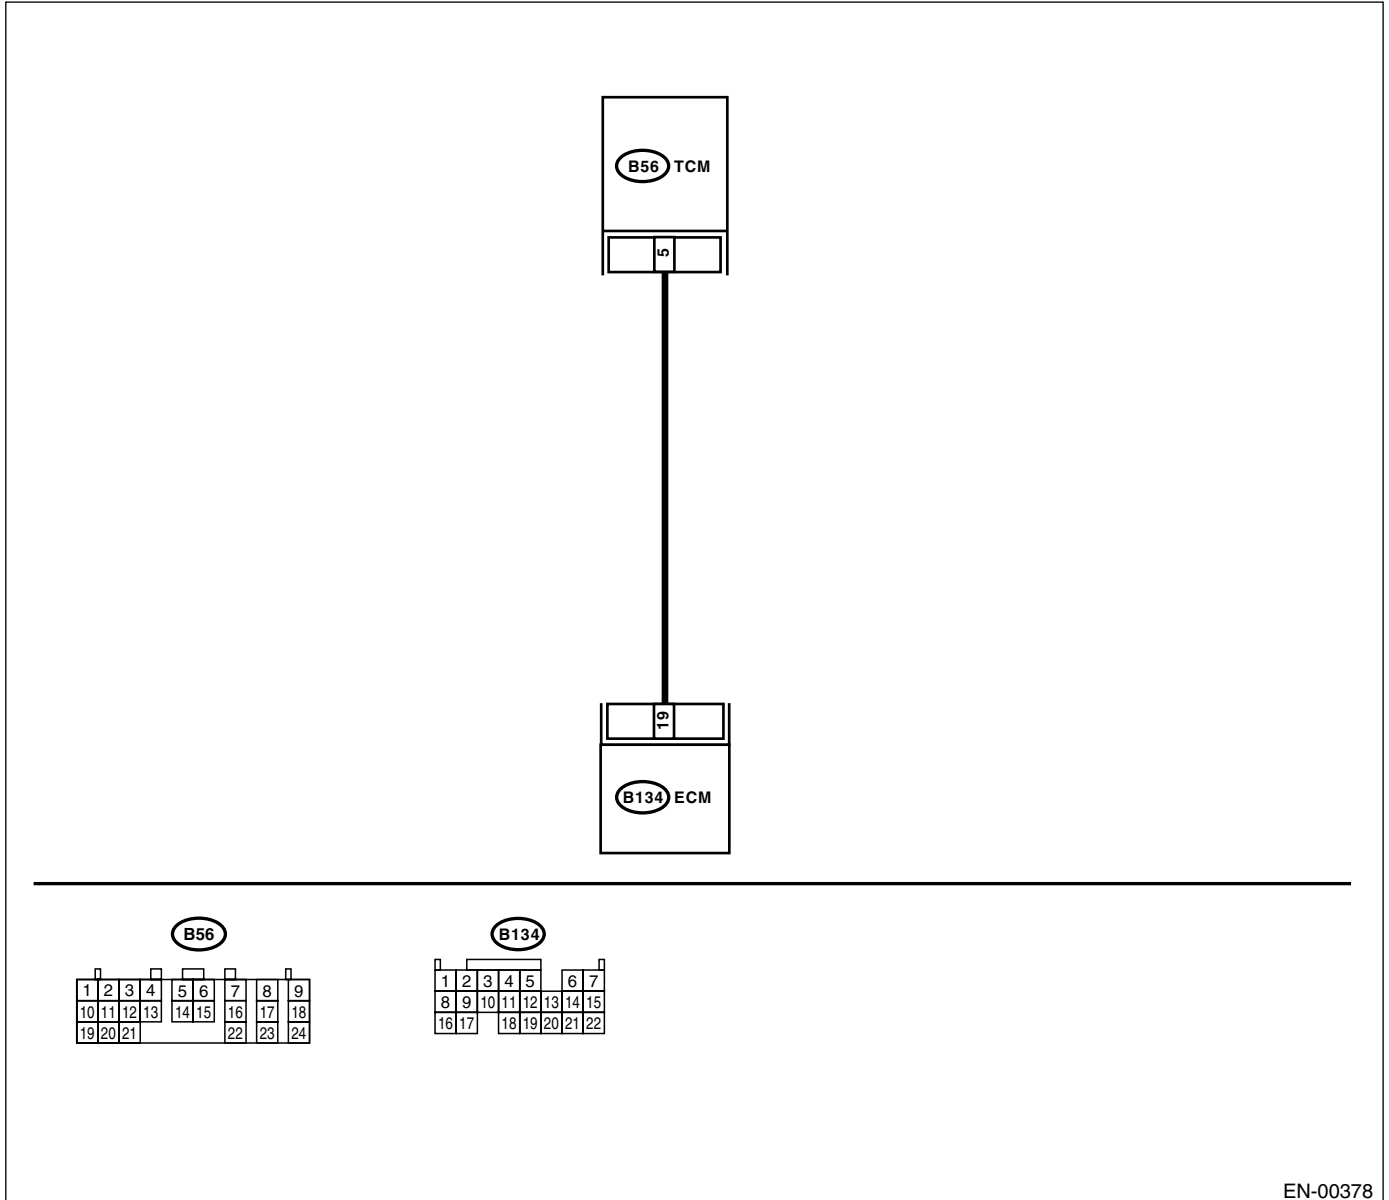 B56 TCM
5
19
B134 ECM
B56
B134
1 2 3 4 5 6 7 8 9
10 11 12 13 14 15 16 17 18
19 20 21 22 23 24
1 2 3 4 5 6 7
8 9 10 11 12 13 14 15
16 17 18 19 20 21 22
EN-00378